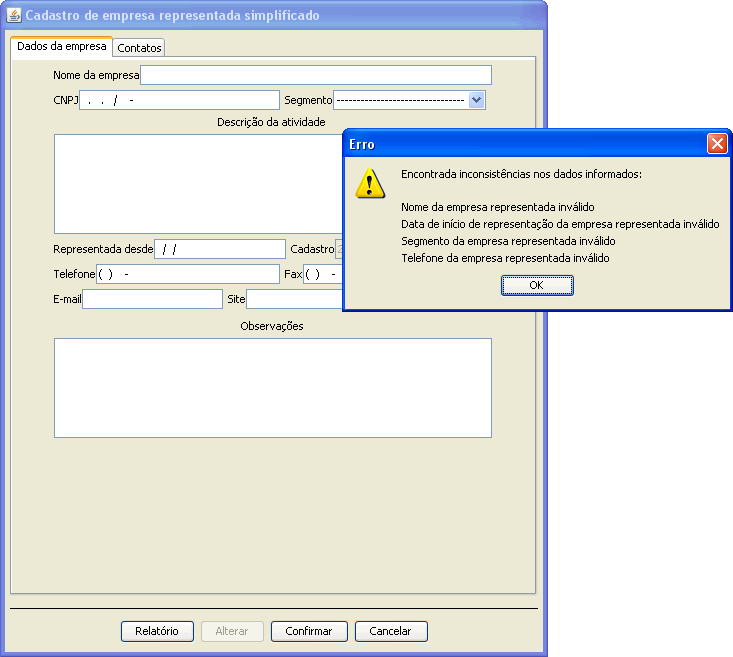 Cadastro de empresa representada simplificado
Dados da empresa
Contatos
Nome da empresa
CNPJ . . / -
Segmento --------------------------------
Descrição da atividade
Erro
Encontrada inconsistências nos dados informados:
Nome da empresa representada inválido
Data de início de representação da empresa representada inválido
Segmento da empresa representada inválido
Telefone da empresa representada inválido
OK
Representada desde / /
Cadastro
Telefone ( ) -
Fax ( ) -
E-mail
Site
Observações
Relatório
Alterar
Confirmar
Cancelar